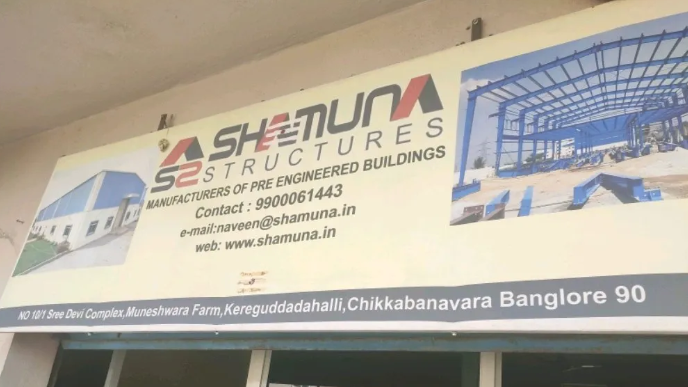 S2 SHAMUNA
STRUCTURES
MANUFACTURERS OF PRE ENGINEERED BUILDINGS
Contact : 9900061443
e-mail:naveen@shamuna.in
web: www.shamuna.in
NO 10/1 Sree Devi Complex,Muneshwara Farm,Kereguddadahalli,Chikkabanavara Banglore 90